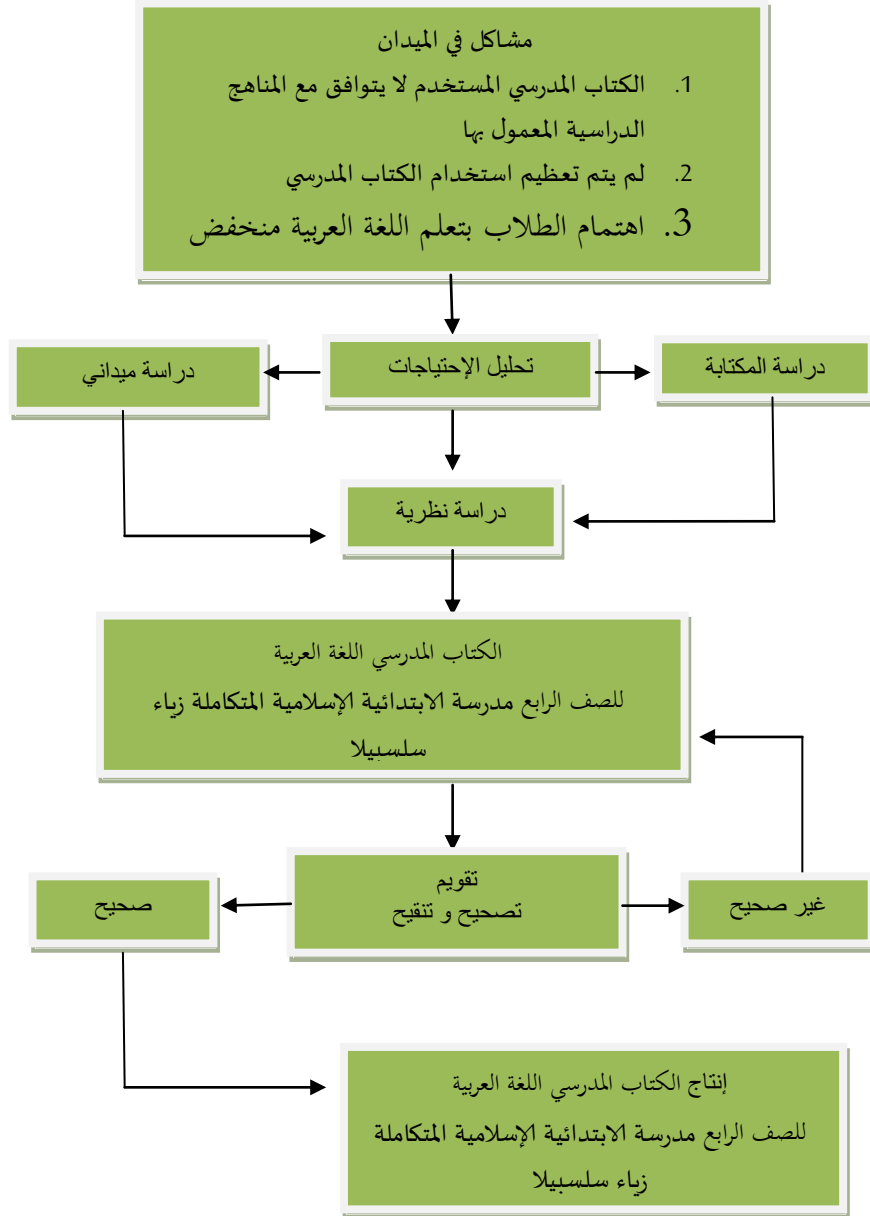 مشاكل في الميدان
1. الكتاب المدرسي المستخدم لا يتوافق مع المناهج
الدراسية المعمول بها
2. لم يتم تعظيم استخدام الكتاب المدرسي
3. اهتمام الطلاب بتعلم اللغة العربية منخفض
دراسة المكتابة
تحليل الإحتياجات
دراسة ميداني
دراسة نظرية
الكتاب المدرسي اللغة العربية
للصف الرابع مدرسة الابتدائية الإسلامية المتكاملة زياء
سلسبيلا
غير صحيح
تقويم
تصحيح و تنقيح
صحيح
إنتاج الكتاب المدرسي اللغة العربية
للصف الرابع مدرسة الابتدائية الإسلامية المتكاملة
زياء سلسبيلا